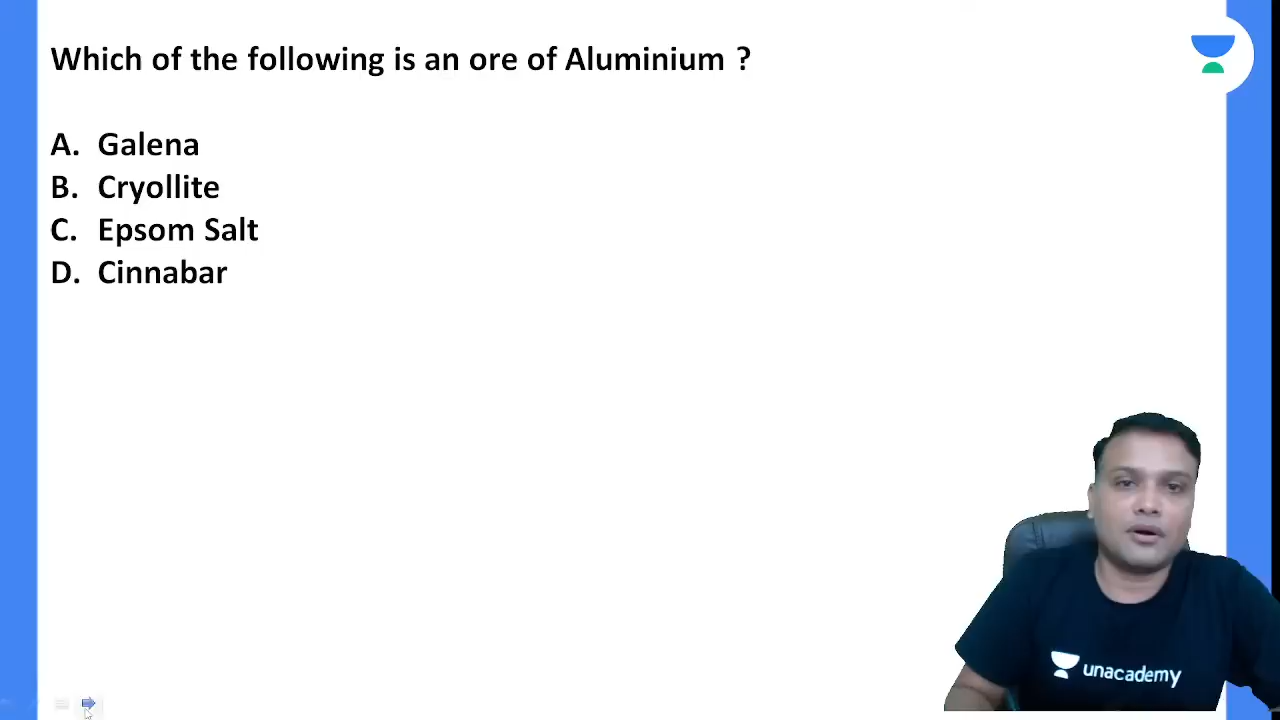 Which of the following is an ore of Aluminium ?
A. Galena
B. Cryollite
C. Epsom Salt
D. Cinnabar
unacademy